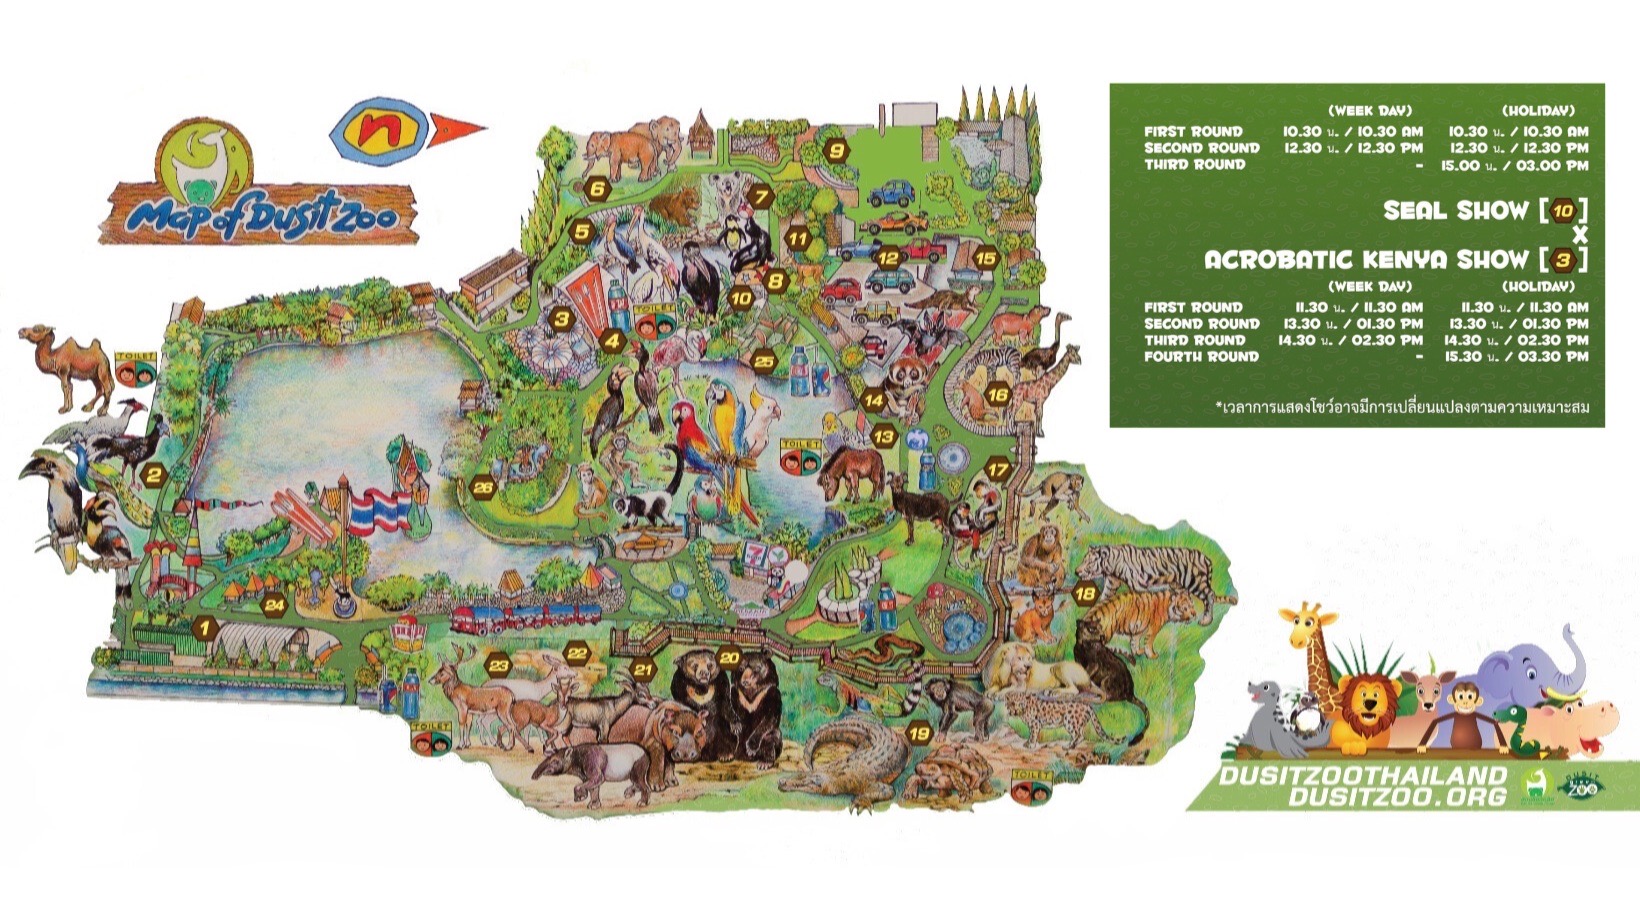 n
Map of Dusit Zoo
(WEEK DAY) (HOLIDAY)
FIRST ROUND 10.30 น. / 10.30 AM 10.30 น. / 10.30 AM
SECOND ROUND 12.30 น. / 12.30 PM 12.30 น. / 12.30 PM
THIRD ROUND - 15.00 น. / 03.00 PM
SEAL SHOW [10]
X
ACROBATIC KENYA SHOW [3]
(WEEK DAY) (HOLIDAY)
FIRST ROUND 11.30 น. / 11.30 AM 11.30 น. / 11.30 AM
SECOND ROUND 13.30 น. / 01.30 PM 13.30 น. / 01.30 PM
THIRD ROUND 14.30 น. / 02.30 PM 14.30 น. / 02.30 PM
FOURTH ROUND - 15.30 น. / 03.30 PM
*เวลาการแสดงโชว์อาจมีการเปลี่ยนแปลงตามความเหมาะสม
9
6
7
5
11
12
15
8
10
3
4
TOILET
25
16
14
13
TOILET
2
26
17
7
24
1
18
23
22
21
20
19
TOILET
TOILET
DUSITZOOTHAILAND
DUSITZOO.ORG
ZOO